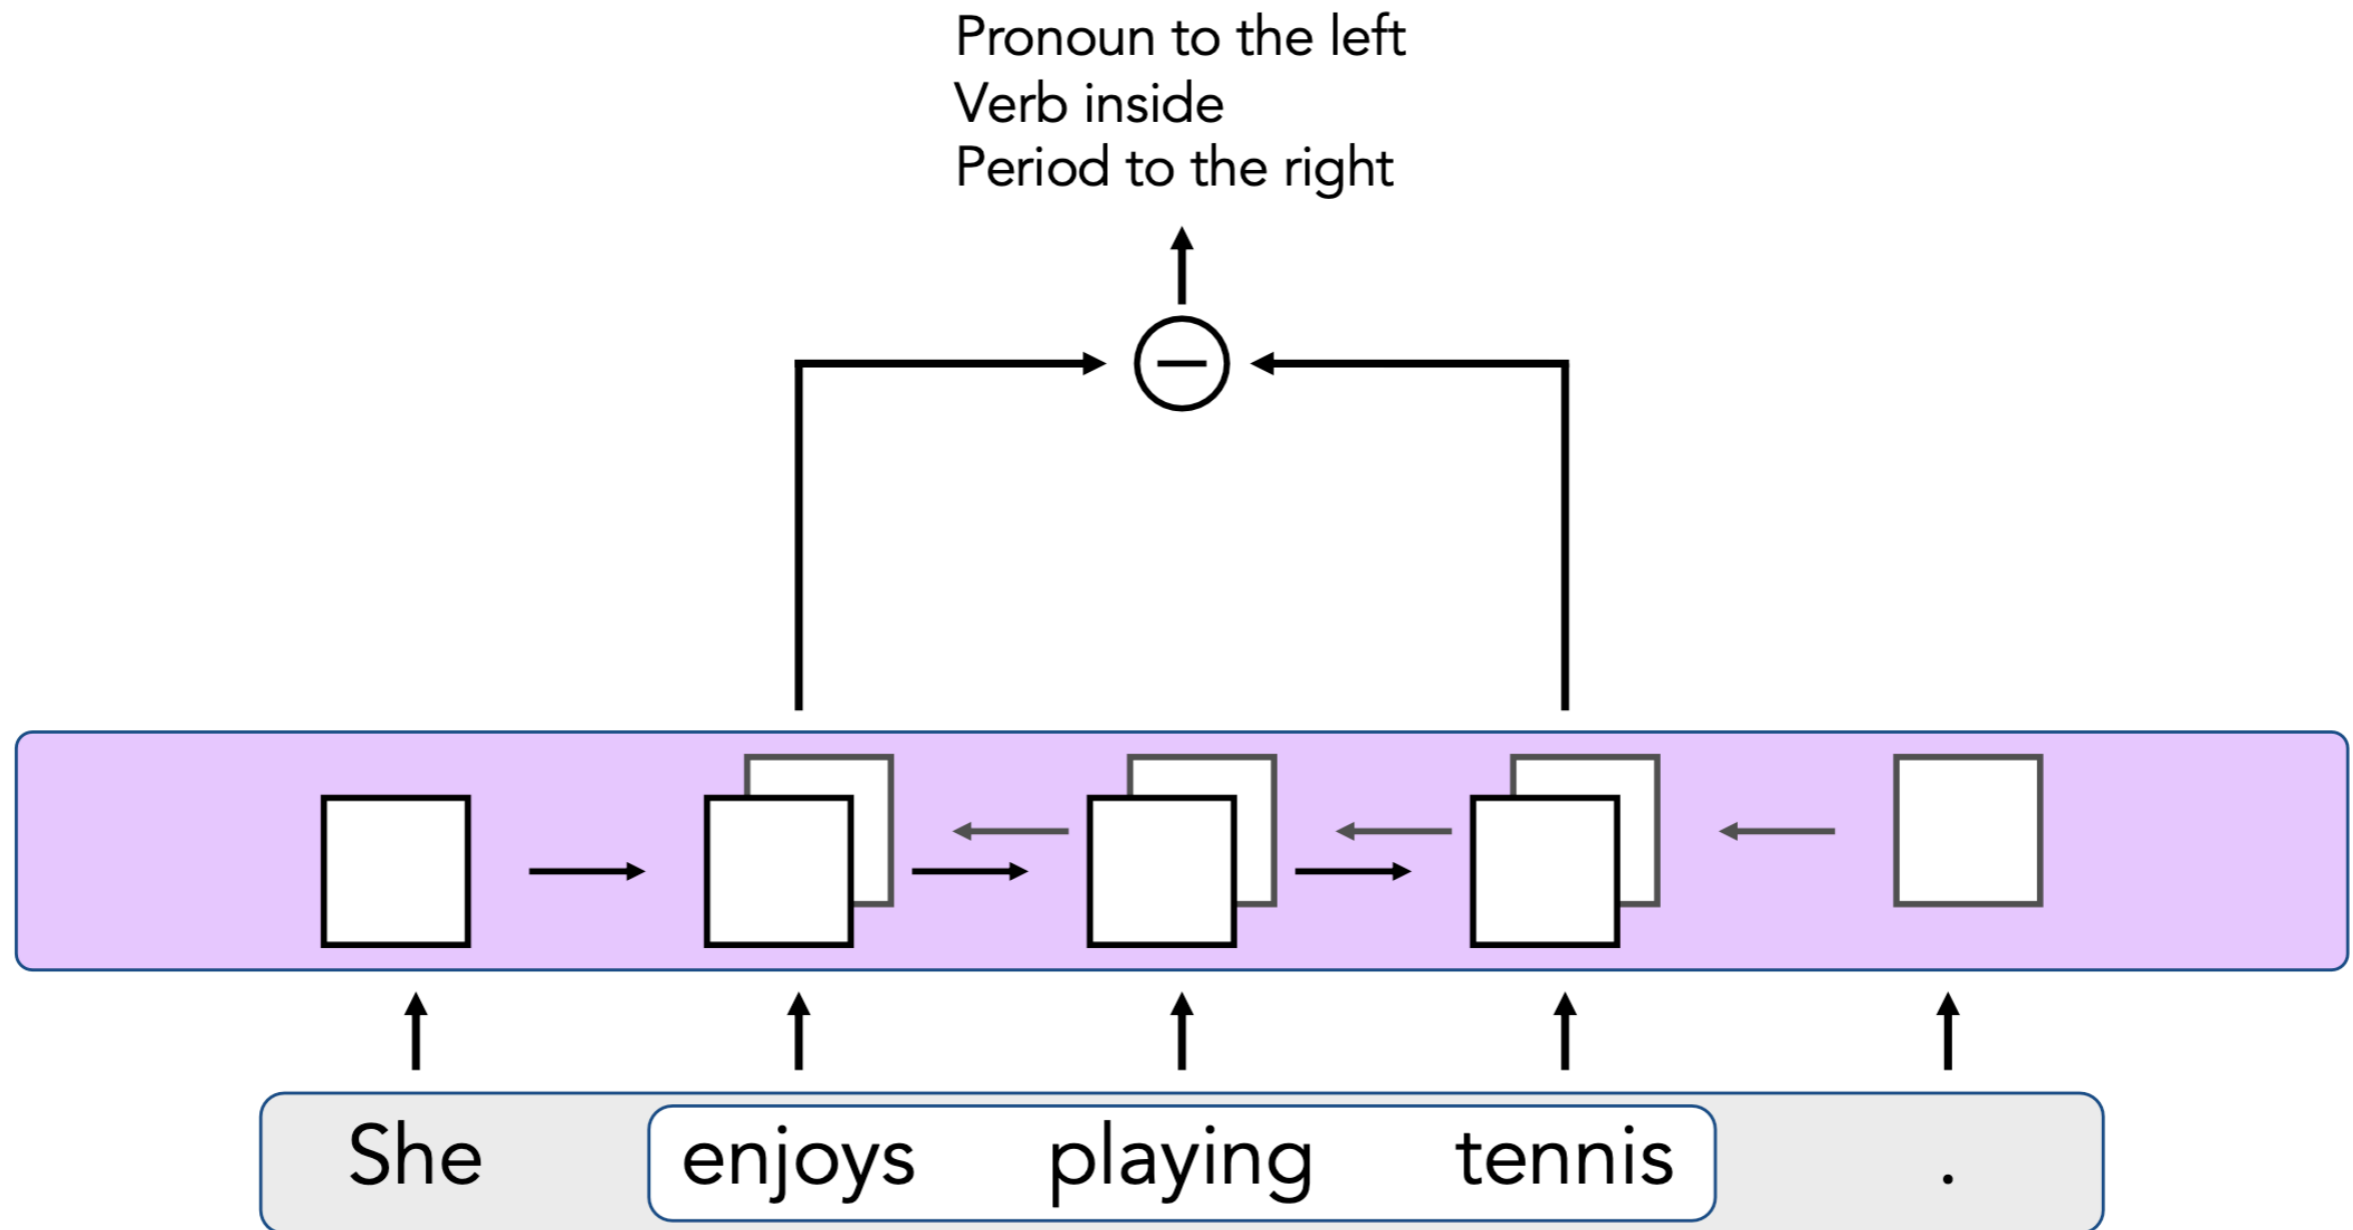 Pronoun to the left
Verb inside
Period to the right
She enjoys playing tennis .